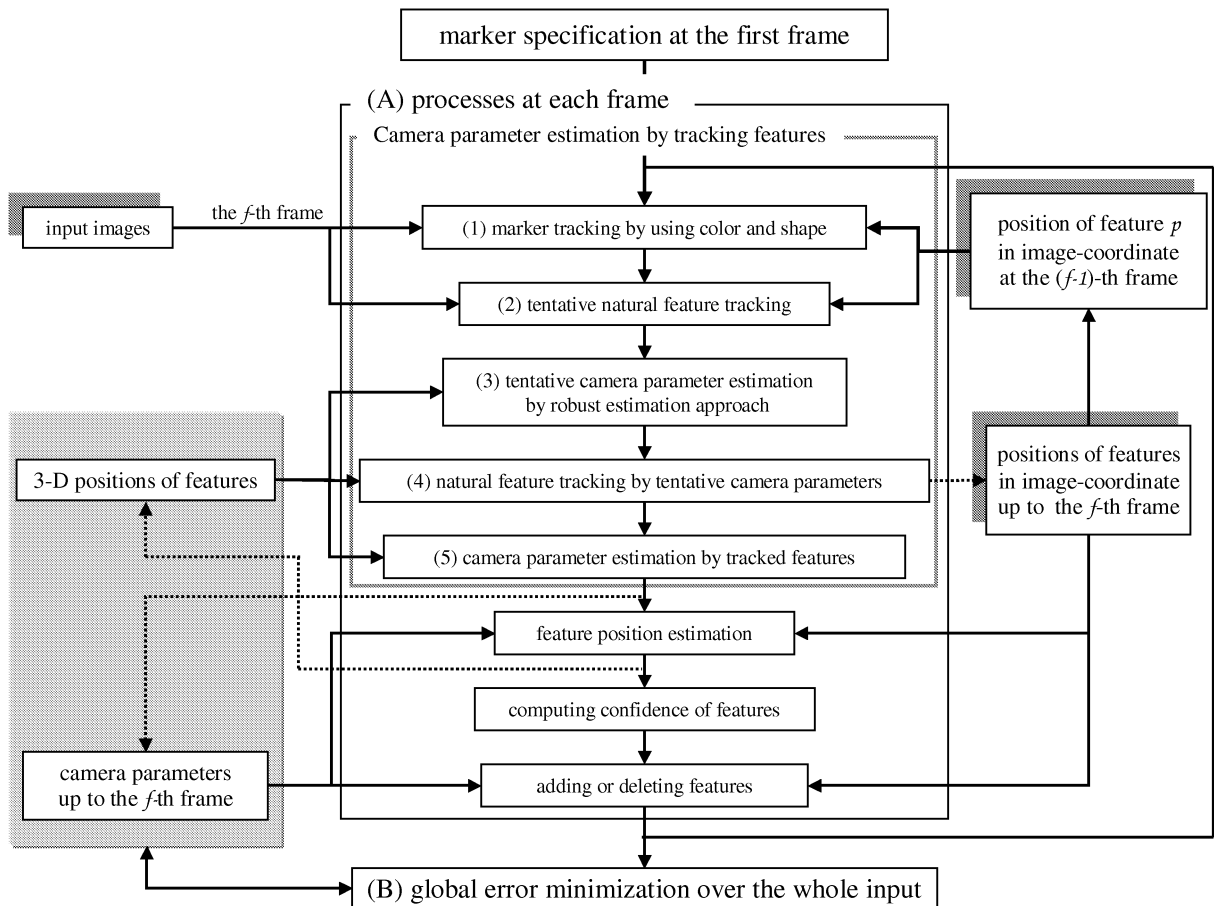 marker specification at the first frame
(A) processes at each frame
Camera parameter estimation by tracking features
input images
the f-th frame
(1) marker tracking by using color and shape
position of feature p
in image-coordinate
at the (f-1)-th frame
(2) tentative natural feature tracking
(3) tentative camera parameter estimation
by robust estimation approach
3-D positions of features
(4) natural feature tracking by tentative camera parameters
positions of features
in image-coordinate
up to the f-th frame
(5) camera parameter estimation by tracked features
feature position estimation
computing confidence of features
camera parameters
up to the f-th frame
adding or deleting features
(B) global error minimization over the whole input